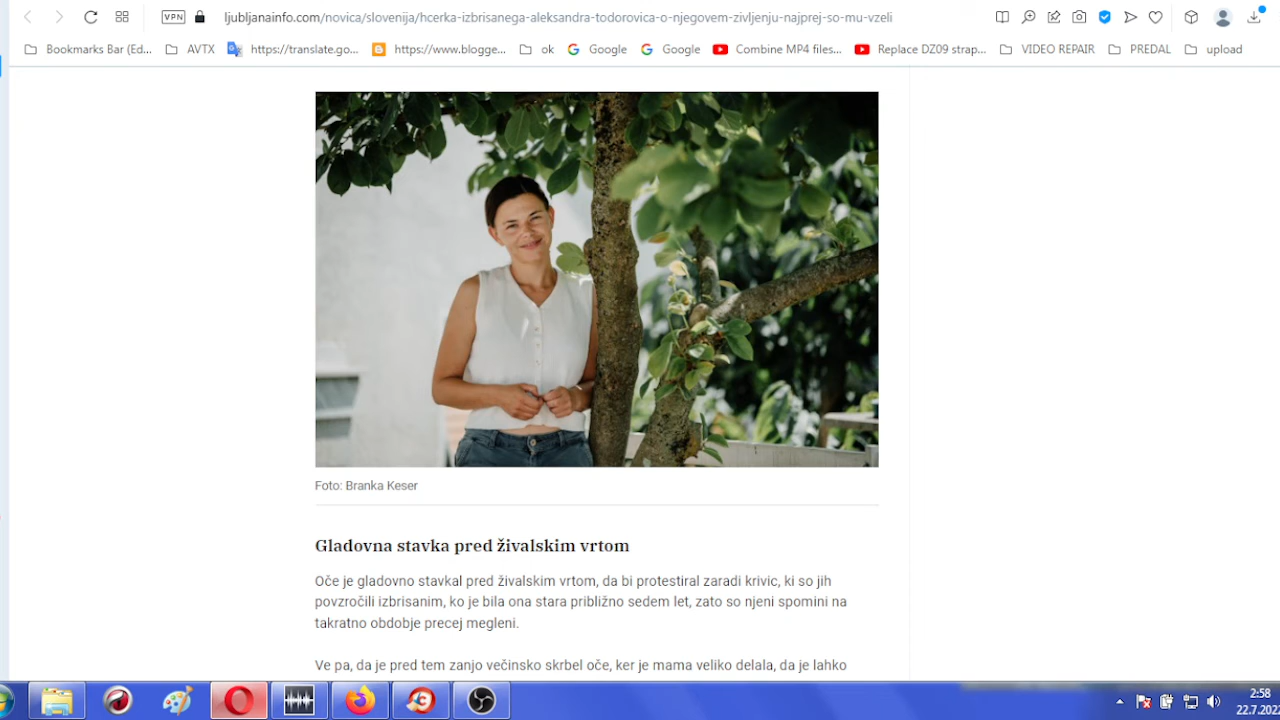 VPN ljubljanainfo.com/novica/slovenija/hcerka-izbrisanega-aleksandra-todorovica-o-njegovem-zivljenju-najprej-so-mu-vzeli
Bookmarks Bar (Ed... AVTX https://translate.go... https://www.blogge... ok Google Google Combine MP4 files... Replace DZ09 strap... VIDEO REPAIR PREDAL upload
Foto: Branka Keser
Gladovna stavka pred živalskim vrtom
Oče je gladovno stavkal pred živalskim vrtom, da bi protestiral zaradi krivic, ki so jih
povzročili izbrisanim, ko je bila ona stara približno sedem let, zato so njeni spomini na
takratno obdobje precej megleni.
Ve pa, da je pred tem zanjo večinsko skrbel oče, ker je mama veliko delala, da je lahko
2:58
22.7.202